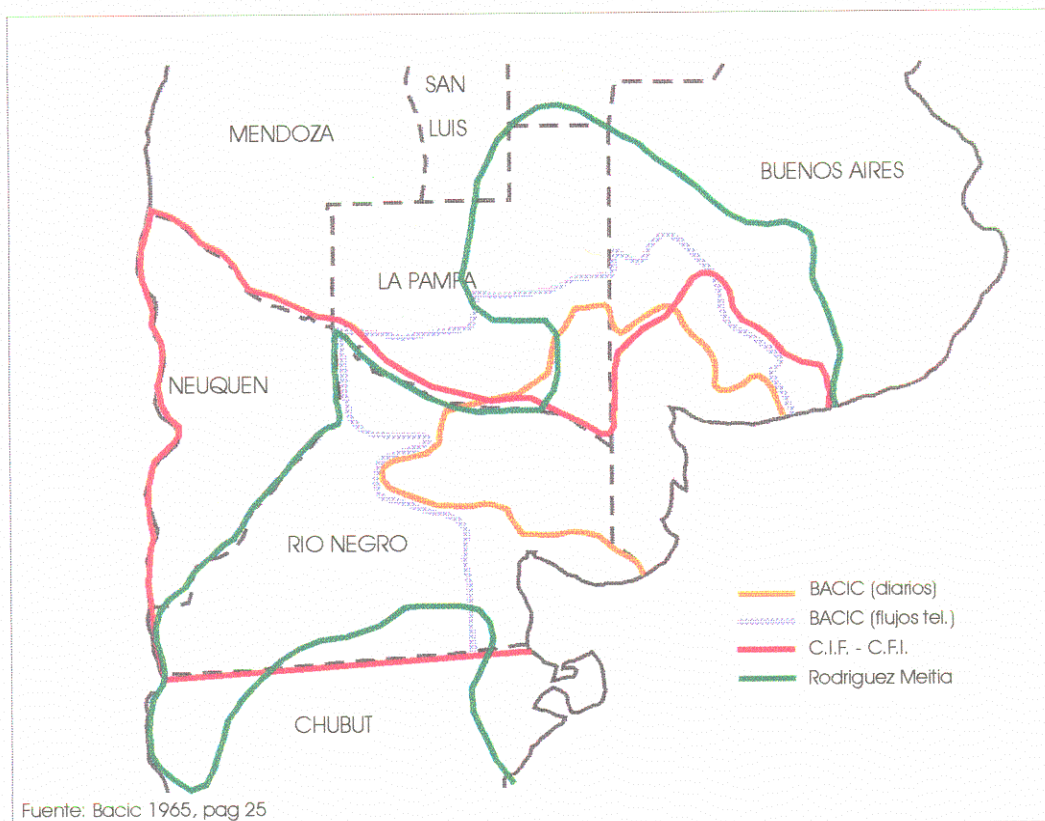 SAN
LUIS
MENDOZA
BUENOS AIRES
LA PAMPA
NEUQUEN
RIO NEGRO
CHUBUT
BACIC (diarios)
BACIC (flujos tel.)
C.I.F. - C.F.I.
Rodriguez Meitia
Fuente: Bacic 1965, pag 25